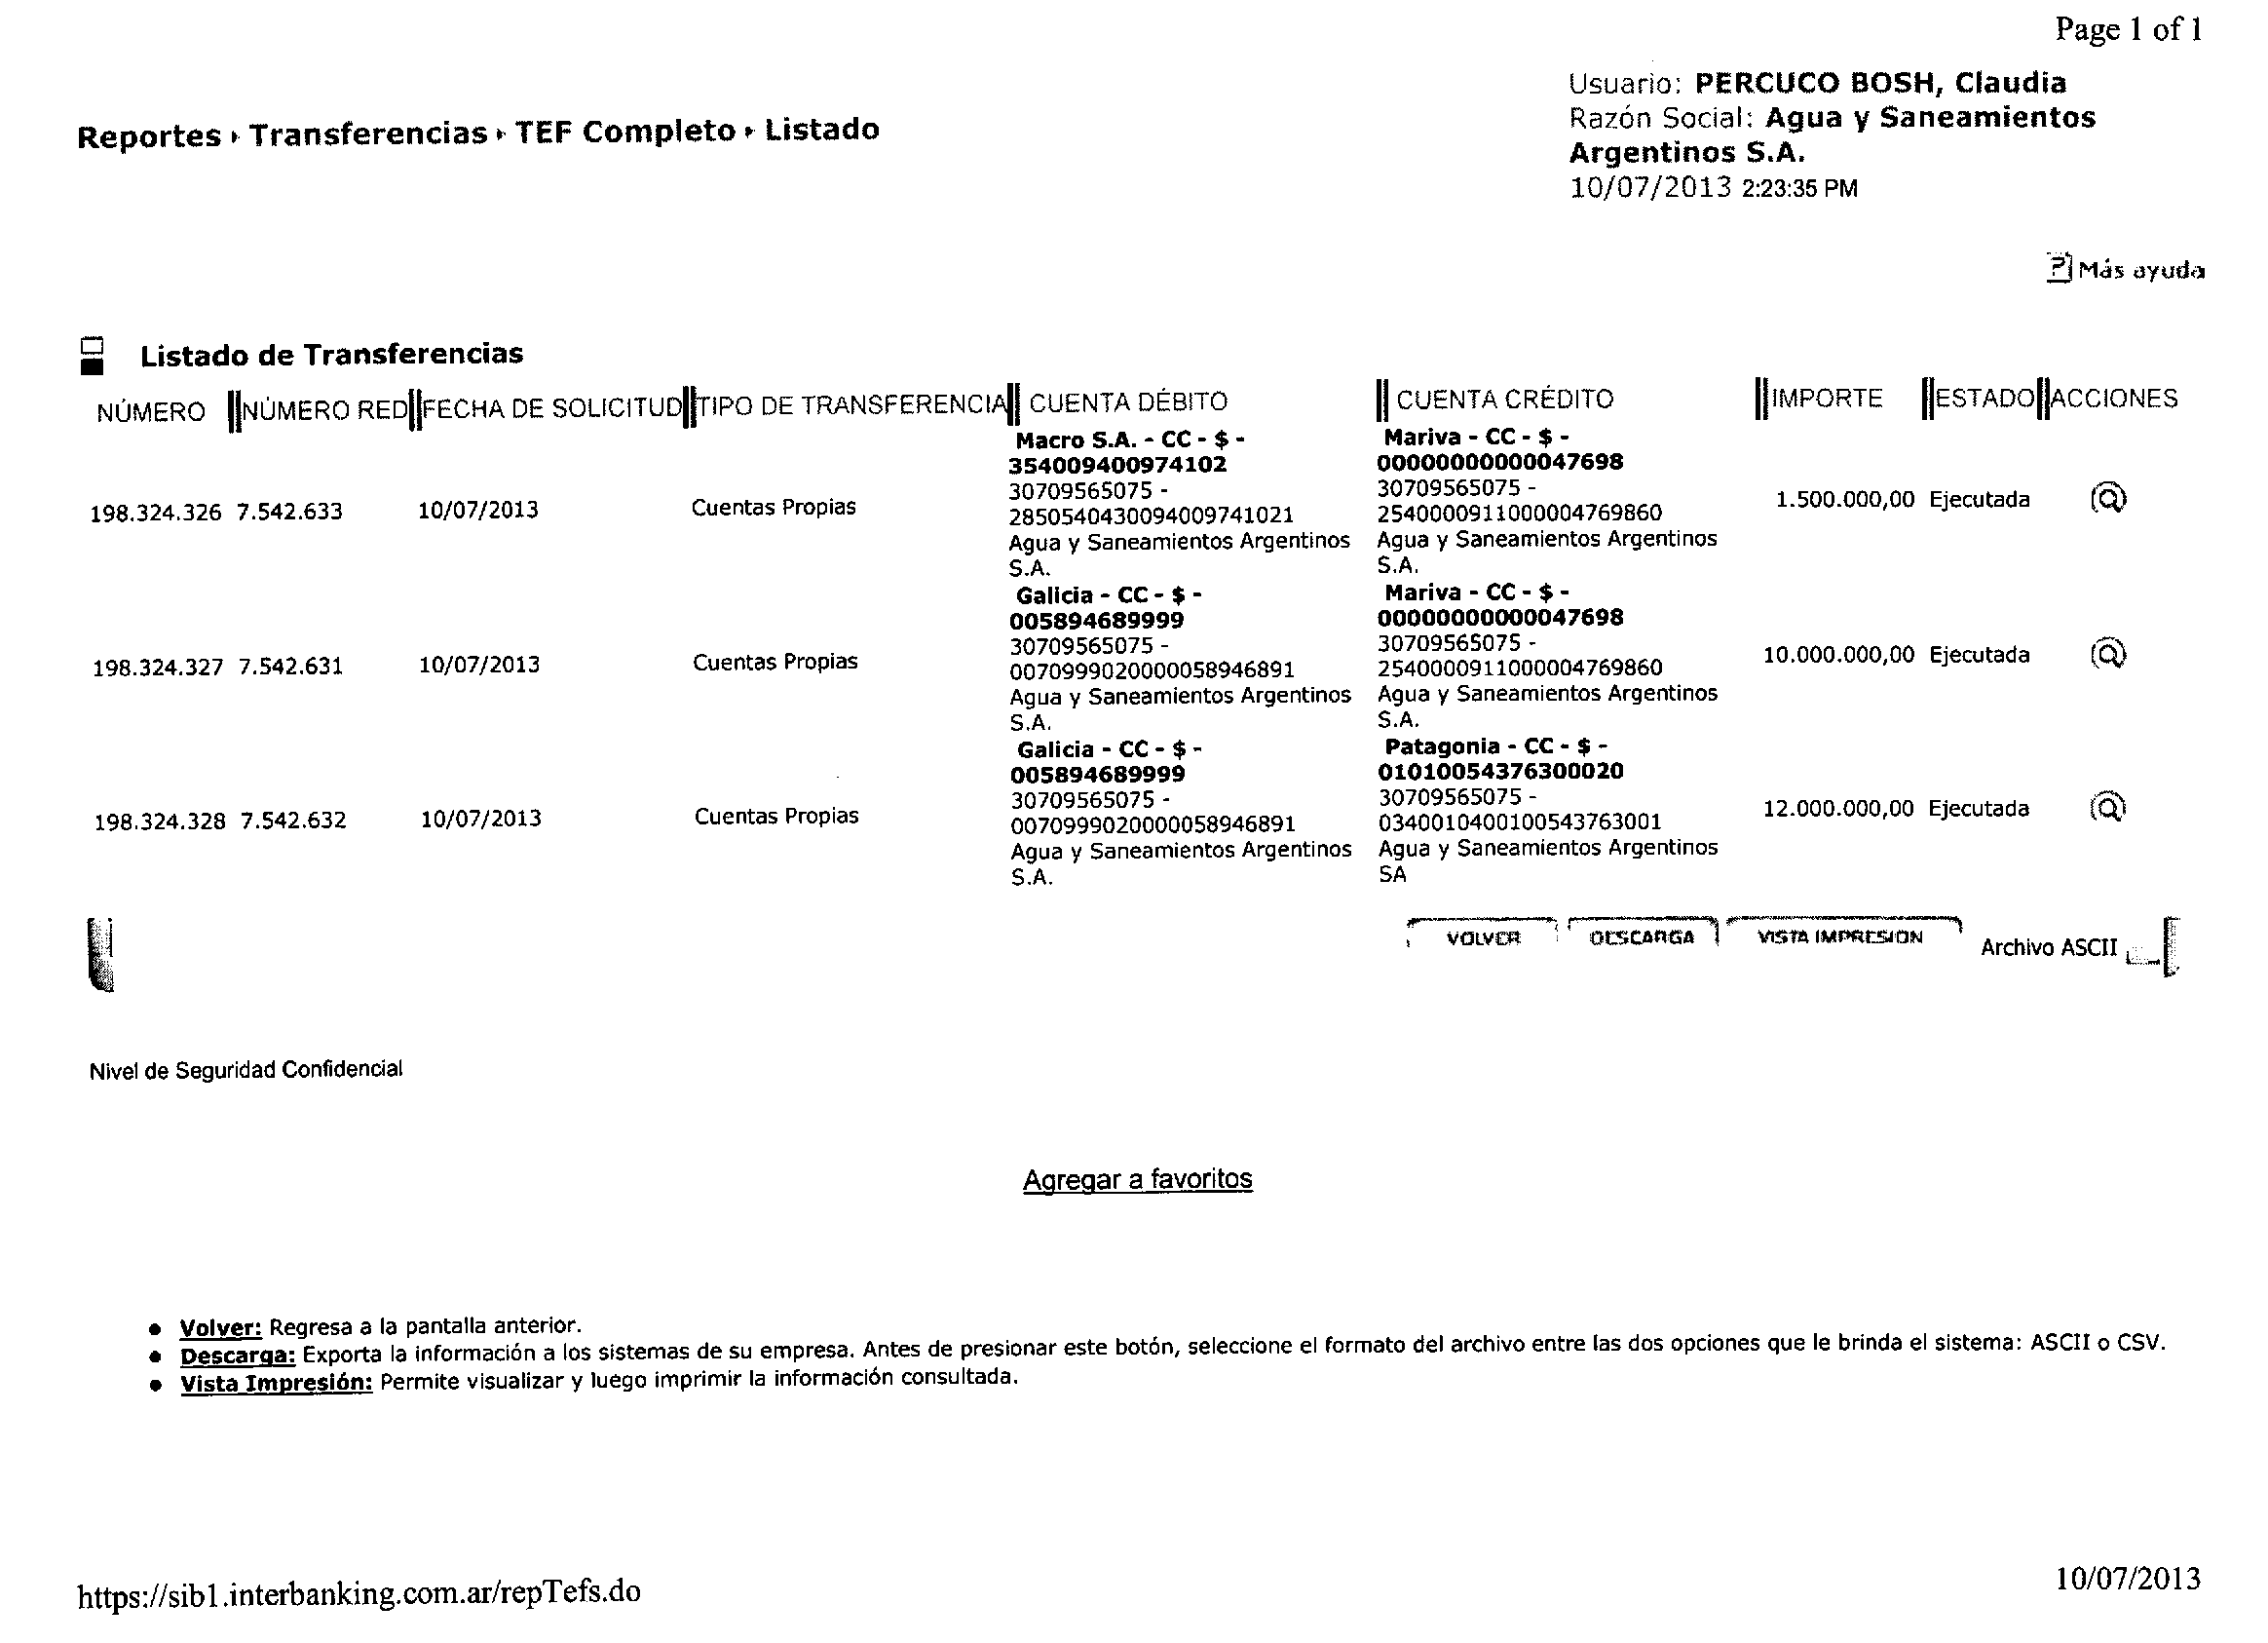 Page 1 of 1
Usuario: PERCUCO BOSH, Claudia
Razón Social: Agua y Saneamientos
Argentinos S.A.
10/07/2013 2:23:35 PM
Reportes Transferencias TEF Completo Listado
Más ayuda
Listado de Transferencias
NÚMERO NÚMERO RED FECHA DE SOLICITUD TIPO DE TRANSFERENCIA CUENTA DÉBITO CUENTA CRÉDITO IMPORTE ESTADO ACCIONES
Macro S.A. - CC - $ - Mariva - CC - $ -
354009400974102 00000000000047698
30709565075 - 30709565075 -
198.324.326 7.542.633 10/07/2013 Cuentas Propias 2850540430094009741021 2540000911000004769860 1.500.000,00 Ejecutada
Agua y Saneamientos Argentinos Agua y Saneamientos Argentinos
S.A. S.A.
Galicia - CC - $ - Mariva - CC - $ -
005894689999 00000000000047698
30709565075 - 30709565075 -
198.324.327 7.542.631 10/07/2013 Cuentas Propias 0070999020000058946891 2540000911000004769860 10.000.000,00 Ejecutada
Agua y Saneamientos Argentinos Agua y Saneamientos Argentinos
S.A. S.A.
Galicia - CC - $ - Patagonia - CC - $ -
005894689999 01010054376300020
30709565075 - 30709565075 -
198.324.328 7.542.632 10/07/2013 Cuentas Propias 0070999020000058946891 0340010400100543763001 12.000.000,00 Ejecutada
Agua y Saneamientos Argentinos Agua y Saneamientos Argentinos
S.A. SA
VOLVER DESCARGA VISTA IMPRESION Archivo ASCII
Nivel de Seguridad Confidencial
Agregar a favoritos
• Volver: Regresa a la pantalla anterior.
• Descarga: Exporta la información a los sistemas de su empresa. Antes de presionar este botón, seleccione el formato del archivo entre las dos opciones que le brinda el sistema: ASCII o CSV.
• Vista Impresión: Permite visualizar y luego imprimir la información consultada.
https://sib1.interbanking.com.ar/repTefs.do 10/07/2013